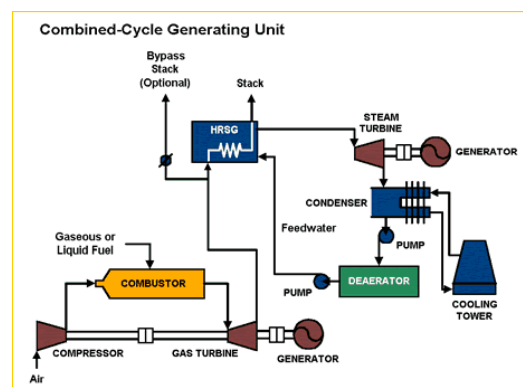 Combined-Cycle Generating Unit
Bypass
Stack
(Optional)
Stack
HRSG
STEAM
TURBINE
GENERATOR
CONDENSER
Feedwater
PUMP
Gaseous or
Liquid Fuel
COMBUSTOR
PUMP
DEAERATOR
COOLING
TOWER
COMPRESSOR
GAS TURBINE
GENERATOR
Air